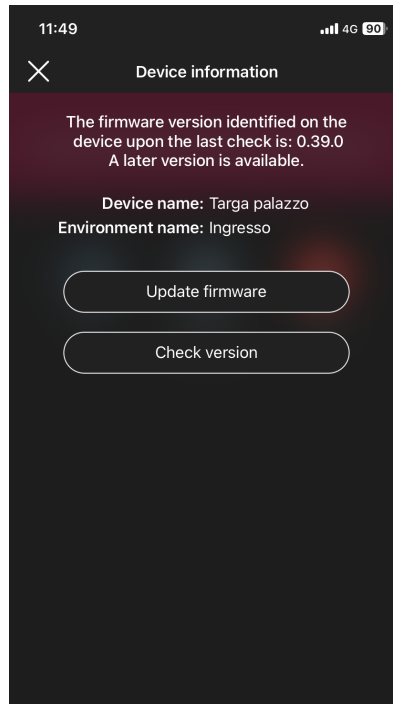 11:49
4G 90
Device information
The firmware version identified on the
device upon the last check is: 0.39.0
A later version is available.
Device name: Targa palazzo
Environment name: Ingresso
Update firmware
Check version